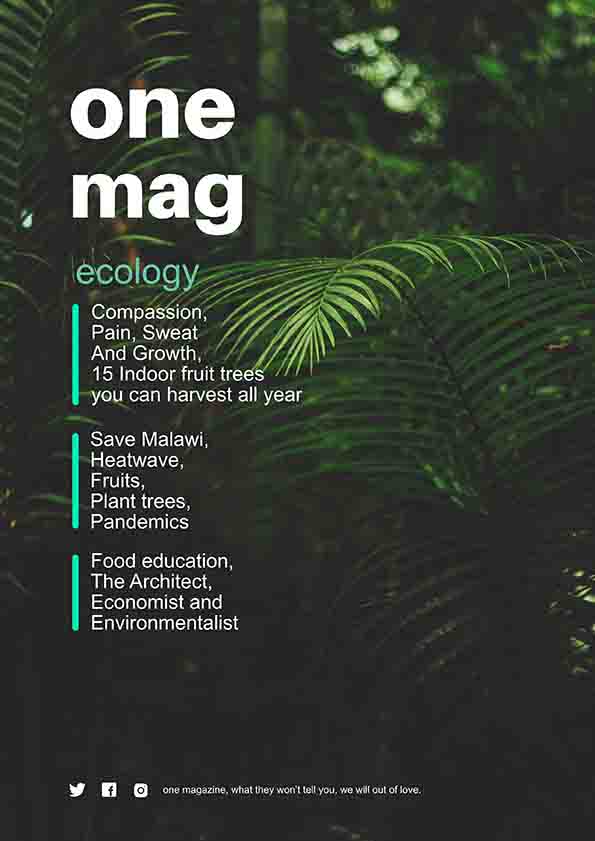 one
mag
ecology
Compassion,
Pain, Sweat
And Growth,
15 Indoor fruit trees
you can harvest all year
Save Malawi,
Heatwave,
Fruits,
Plant trees,
Pandemics
Food education,
The Architect,
Economist and
Environmentalist
one magazine, what they won't tell you, we will out of love.